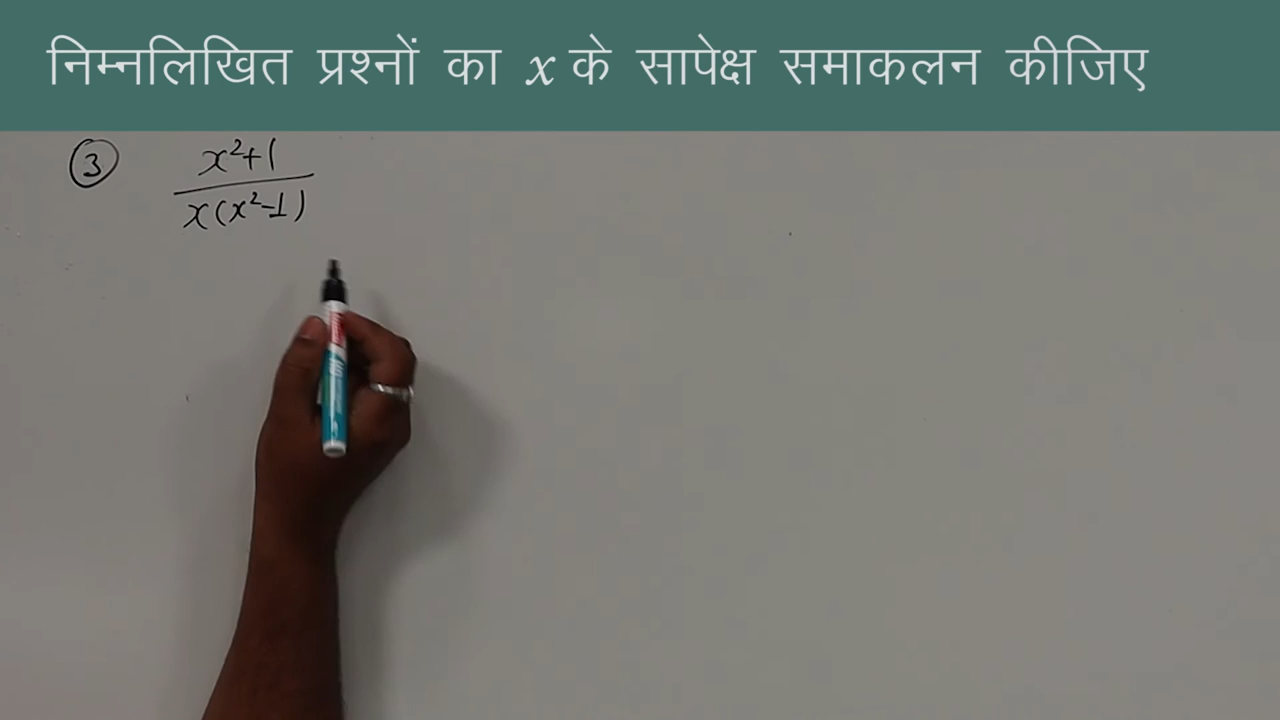 निम्नलिखित प्रश्नों का x के सापेक्ष समाकलन कीजिए
③ x²+1
x(x²-1)